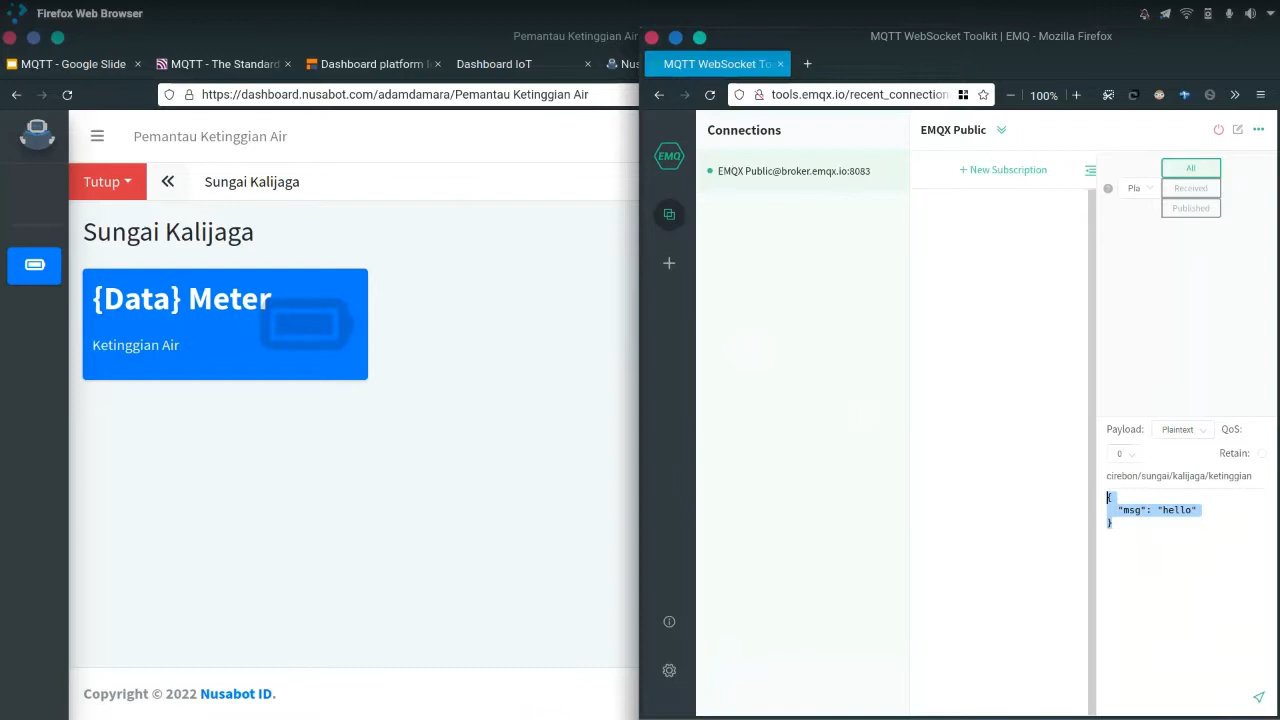 Firefox Web Browser
Pemantau Ketinggian Air
MQTT - Google Slide
MQTT - The Standard
Dashboard platform I
Dashboard IoT
Nus
https://dashboard.nusabot.com/adamdamara/Pemantau Ketinggian Air
Pemantau Ketinggian Air
Tutup
Sungai Kalijaga
Sungai Kalijaga
{Data} Meter
Ketinggian Air
Copyright © 2022 Nusabot ID.
MQTT WebSocket Toolkit | EMQ - Mozilla Firefox
MQTT WebSocket Too
tools.emqx.io/recent_connection
100%
EMQ
Connections
EMQX Public@broker.emqx.io:8083
EMQX Public
+ New Subscription
Pla
All
Received
Published
Payload:
Plaintext
QoS:
0
Retain:
cirebon/sungai/kalijaga/ketinggian
{
"msg": "hello"
}